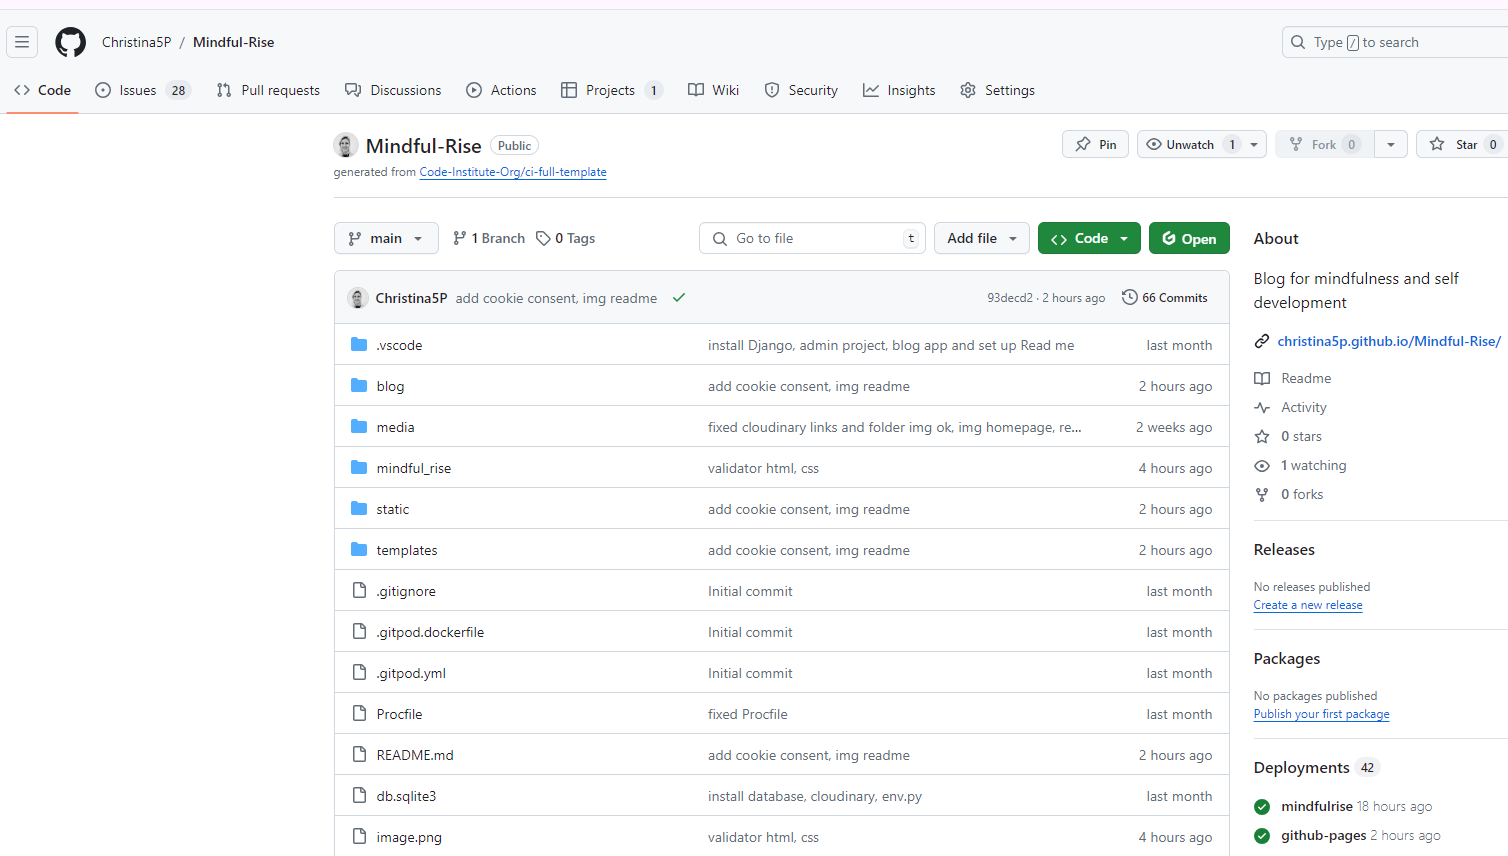 Christina5P / Mindful-Rise
Type / to search
Code Issues 28 Pull requests Discussions Actions Projects 1 Wiki Security Insights Settings
Mindful-Rise Public
Pin Unwatch 1 Fork 0 Star 0
generated from Code-Institute-Org/ci-full-template
main 1 Branch 0 Tags Go to file t Add file Code Open
Christina5P add cookie consent, img readme 93decd2 · 2 hours ago 66 Commits
.vscode install Django, admin project, blog app and set up Read me last month
blog add cookie consent, img readme 2 hours ago
media fixed cloudinary links and folder img ok, img homepage, re... 2 weeks ago
mindful_rise validator html, css 4 hours ago
static add cookie consent, img readme 2 hours ago
templates add cookie consent, img readme 2 hours ago
.gitignore Initial commit last month
.gitpod.dockerfile Initial commit last month
.gitpod.yml Initial commit last month
Procfile fixed Procfile last month
README.md add cookie consent, img readme 2 hours ago
db.sqlite3 install database, cloudinary, env.py last month
image.png validator html, css 4 hours ago
About
Blog for mindfulness and self
development
christina5p.github.io/Mindful-Rise/
Readme
Activity
0 stars
1 watching
0 forks
Releases
No releases published
Create a new release
Packages
No packages published
Publish your first package
Deployments 42
mindfulrise 18 hours ago
github-pages 2 hours ago